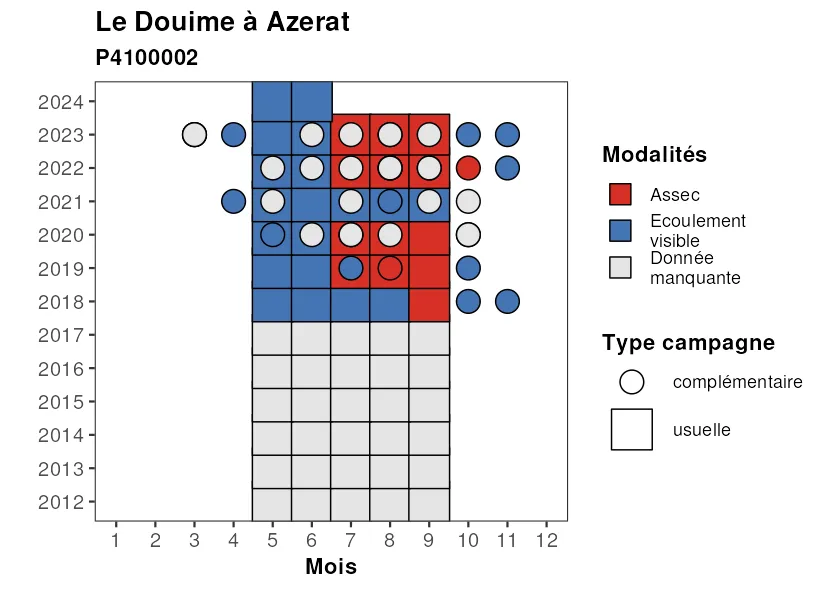 Le Douime à Azerat
P4100002
2024
2023
2022
2021
2020
2019
2018
2017
2016
2015
2014
2013
2012
1 2 3 4 5 6 7 8 9 10 11 12
Mois
Modalités
Assec
Ecoulement
visible
Donnée
manquante
Type campagne
complémentaire
usuelle